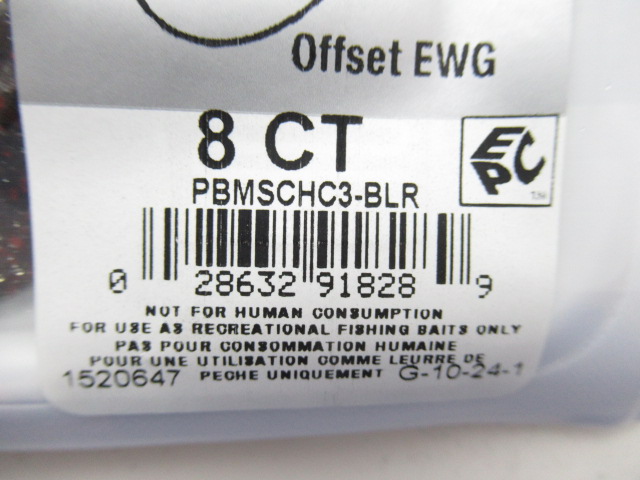 Offset EWG
8 CT
EPC
PBMSCHC3-BLR
0 28632 91828 9
NOT FOR HUMAN CONSUMPTION
FOR USE AS RECREATIONAL FISHING BAITS ONLY
PAS POUR CONSOMMATION HUMAINE
POUR UNE UTILISATION COMME LEURRE DE
1520647 PECHE UNIQUEMENT G-10-24-1